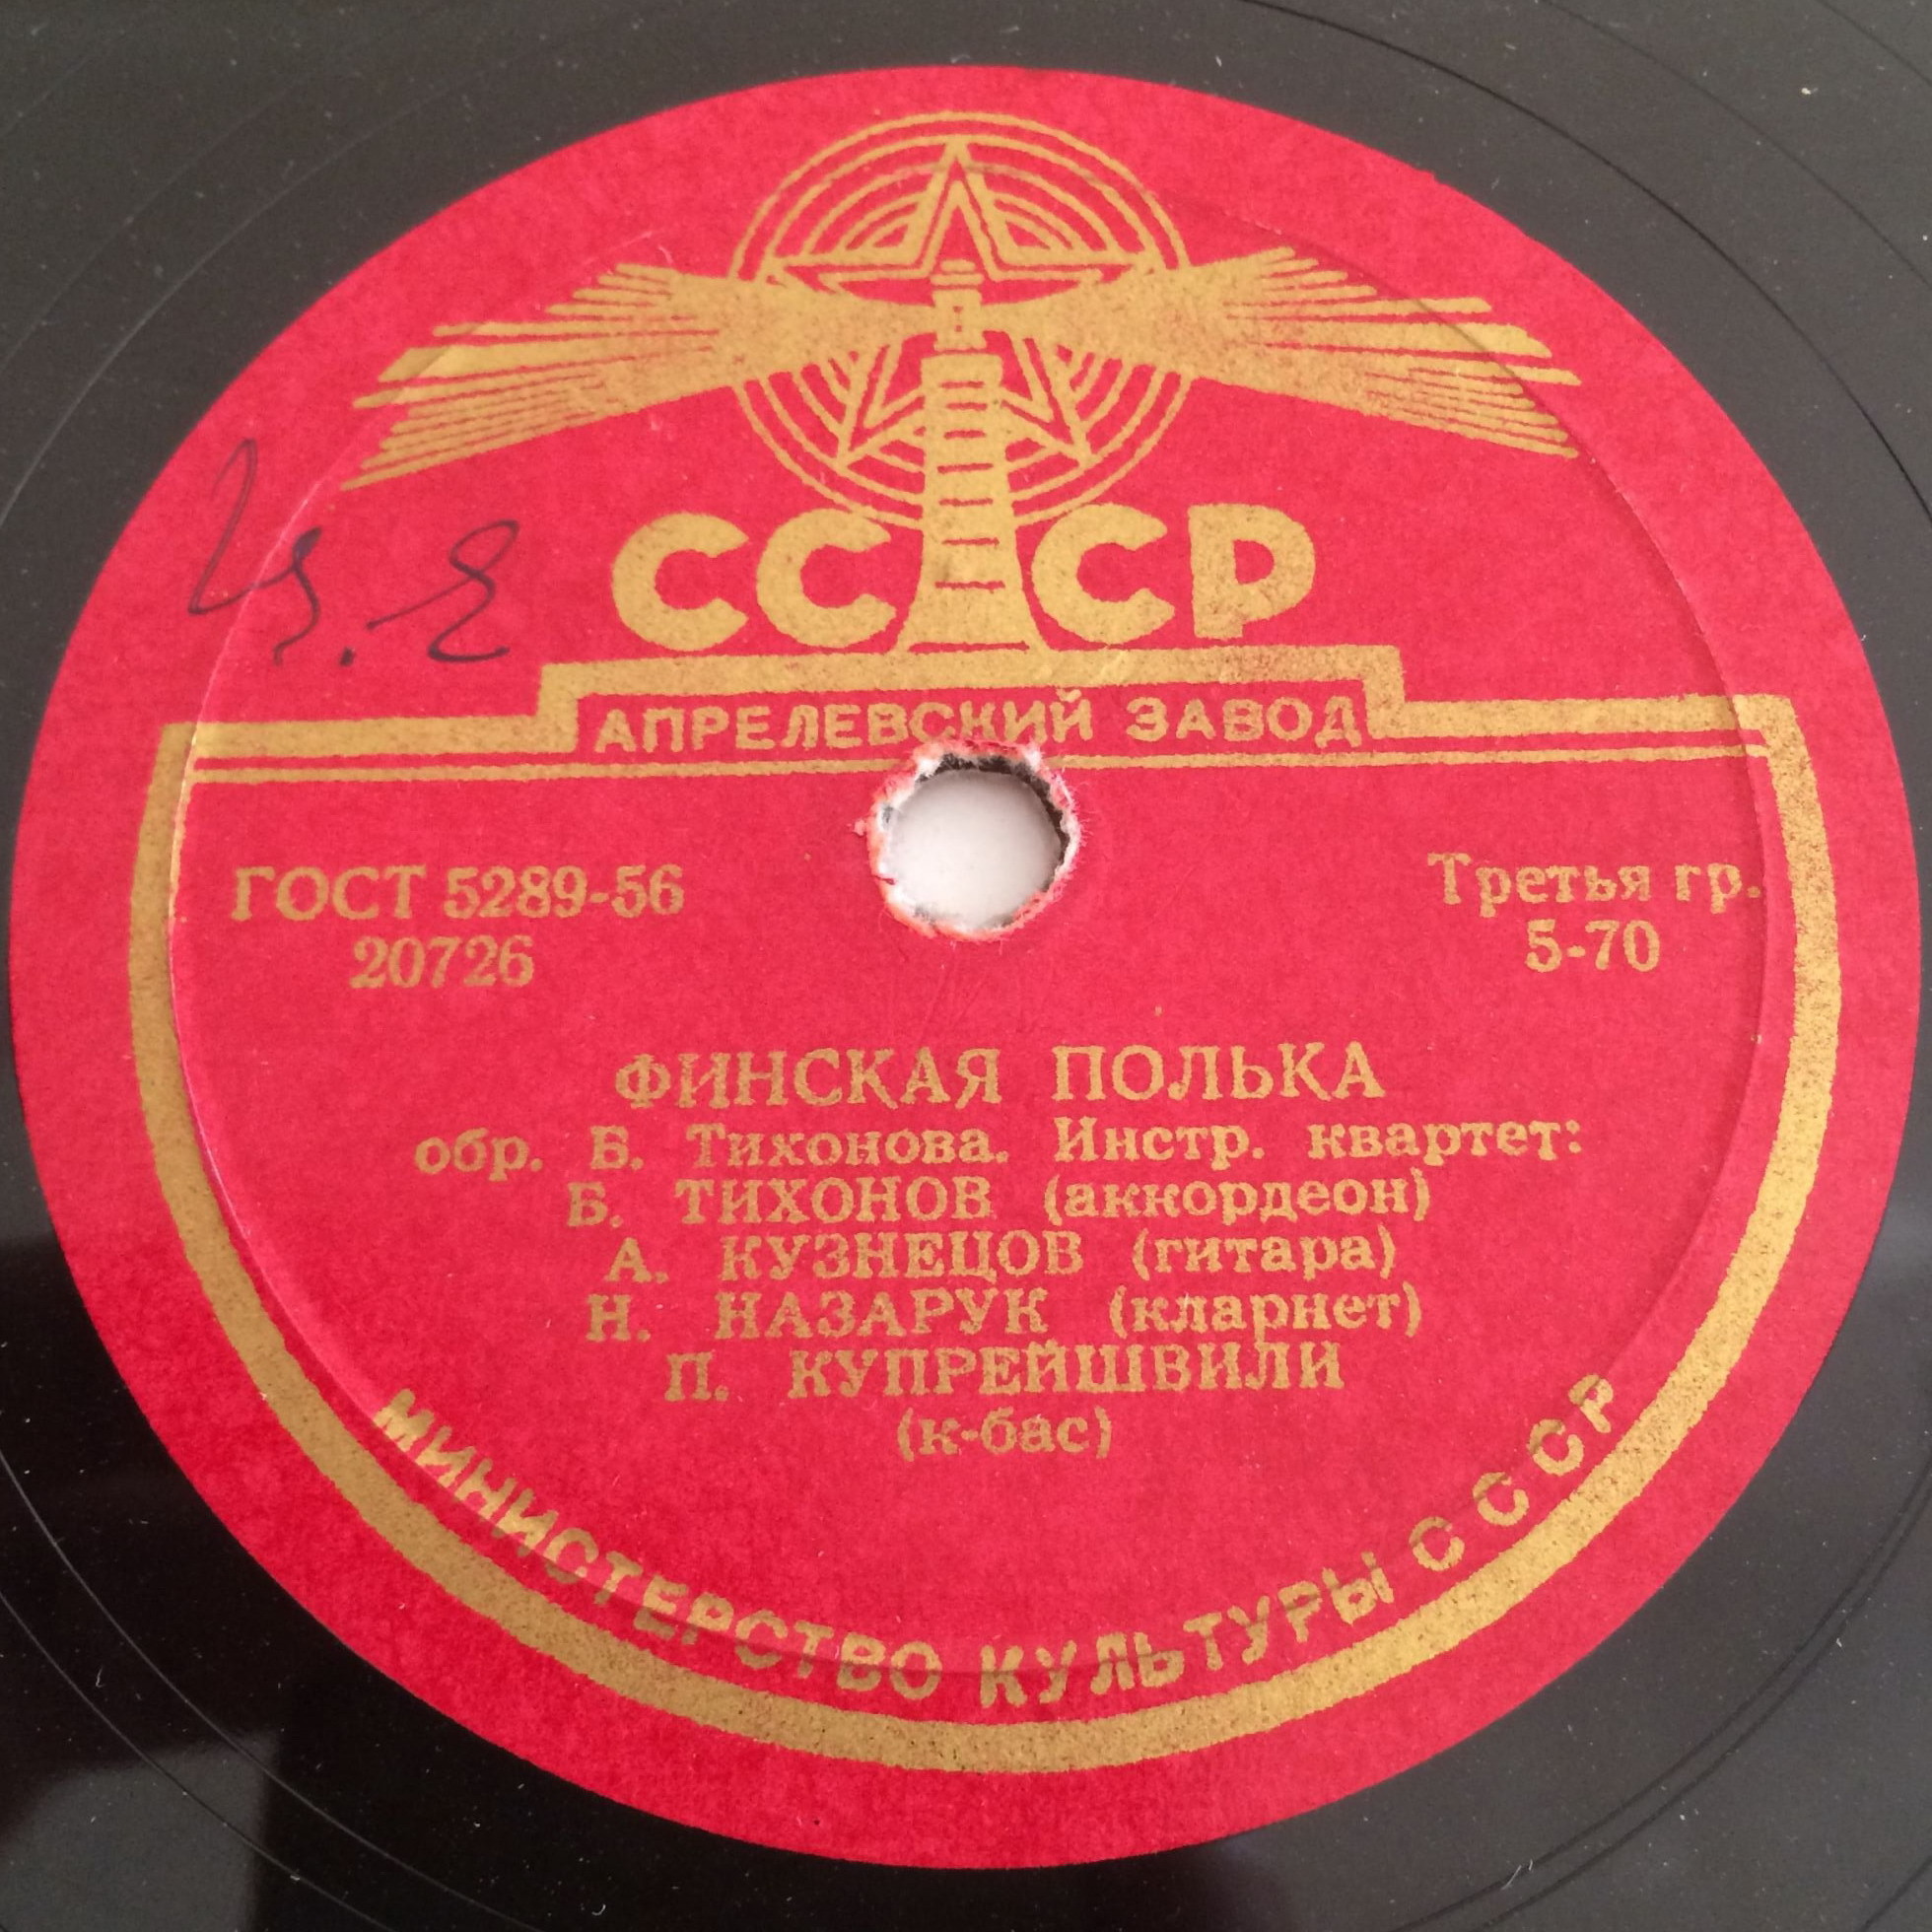 СССР
АПРЕЛЕВСКИЙ ЗАВОД
ГОСТ 5289-56
20726
Третья гр.
5-70
ФИНСКАЯ ПОЛЬКА
обр. Б. Тихонова. Инстр. квартет:
Б. ТИХОНОВ (аккордеон)
А. КУЗНЕЦОВ (гитара)
Н. НАЗАРУК (кларнет)
П. КУПРЕЙШВИЛИ
(к-бас)
МИНИСТЕРСТВО КУЛЬТУРЫ СССР